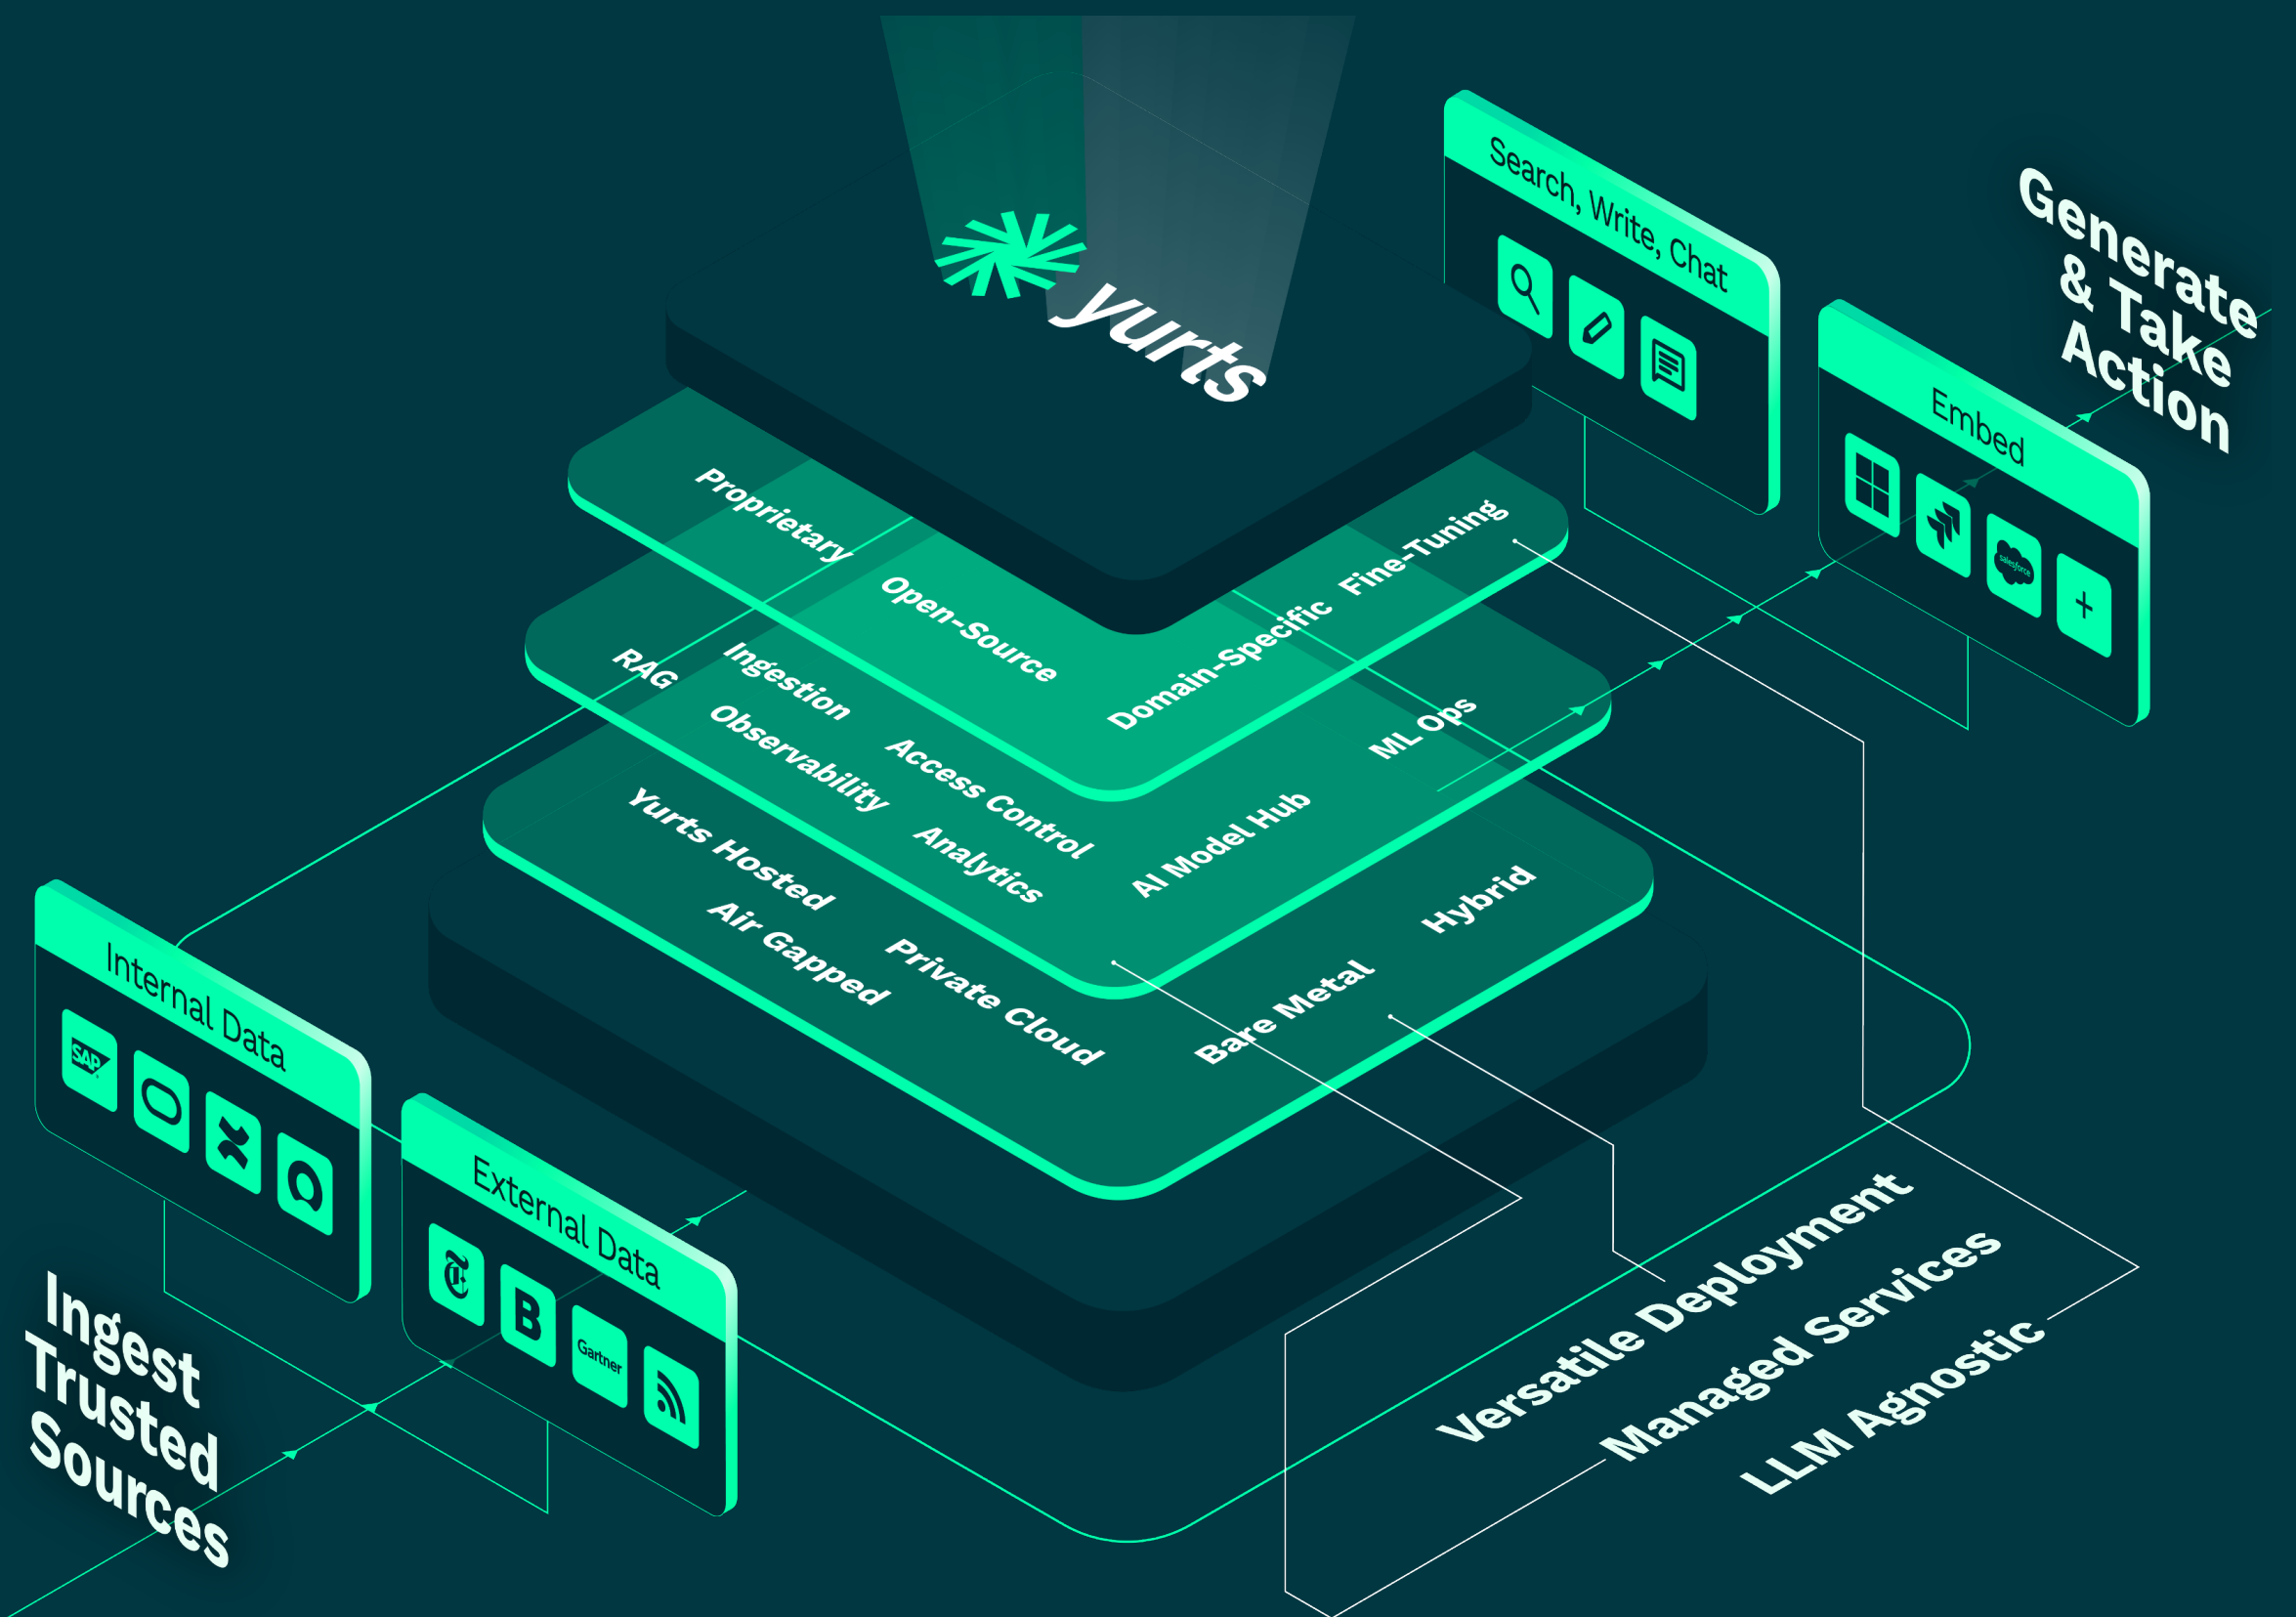 yurts
Search, Write, Chat
Generate
& Take
Action
Embed
salesforce
+
Proprietary
Open-Source
Domain-Specific
Fine-Tuning
RAG
Ingestion
Observability
Access Control
Analytics
AI Model Hub
ML Ops
Yurts Hosted
Air Gapped
Private Cloud
Bare Metal
Hybrid
Internal Data
SAP
External Data
T
B
Gartner
Ingest
Trusted
Sources
Versatile Deployment
Managed Services
LLM Agnostic